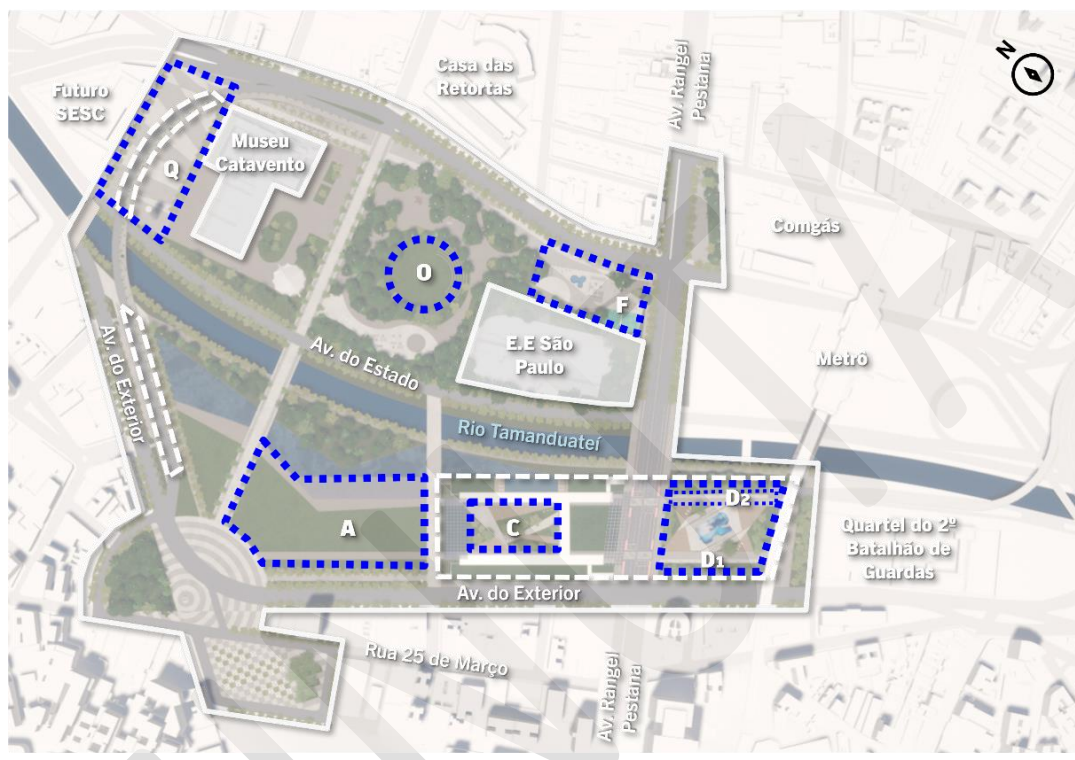 N
Casa das
Retortas
Av. Rangel
Pestana
Futuro
SESC
Museu
Catavento
Q
Comgás
O
F
E.E São
Paulo
Av. do Estado
Metrô
Av. do Exterior
Rio Tamanduateí
A
C
D2
D1
Quartel do 2º
Batalhão de
Guardas
Av. do Exterior
Rua 25 de Março
Av. Rangel
Pestana